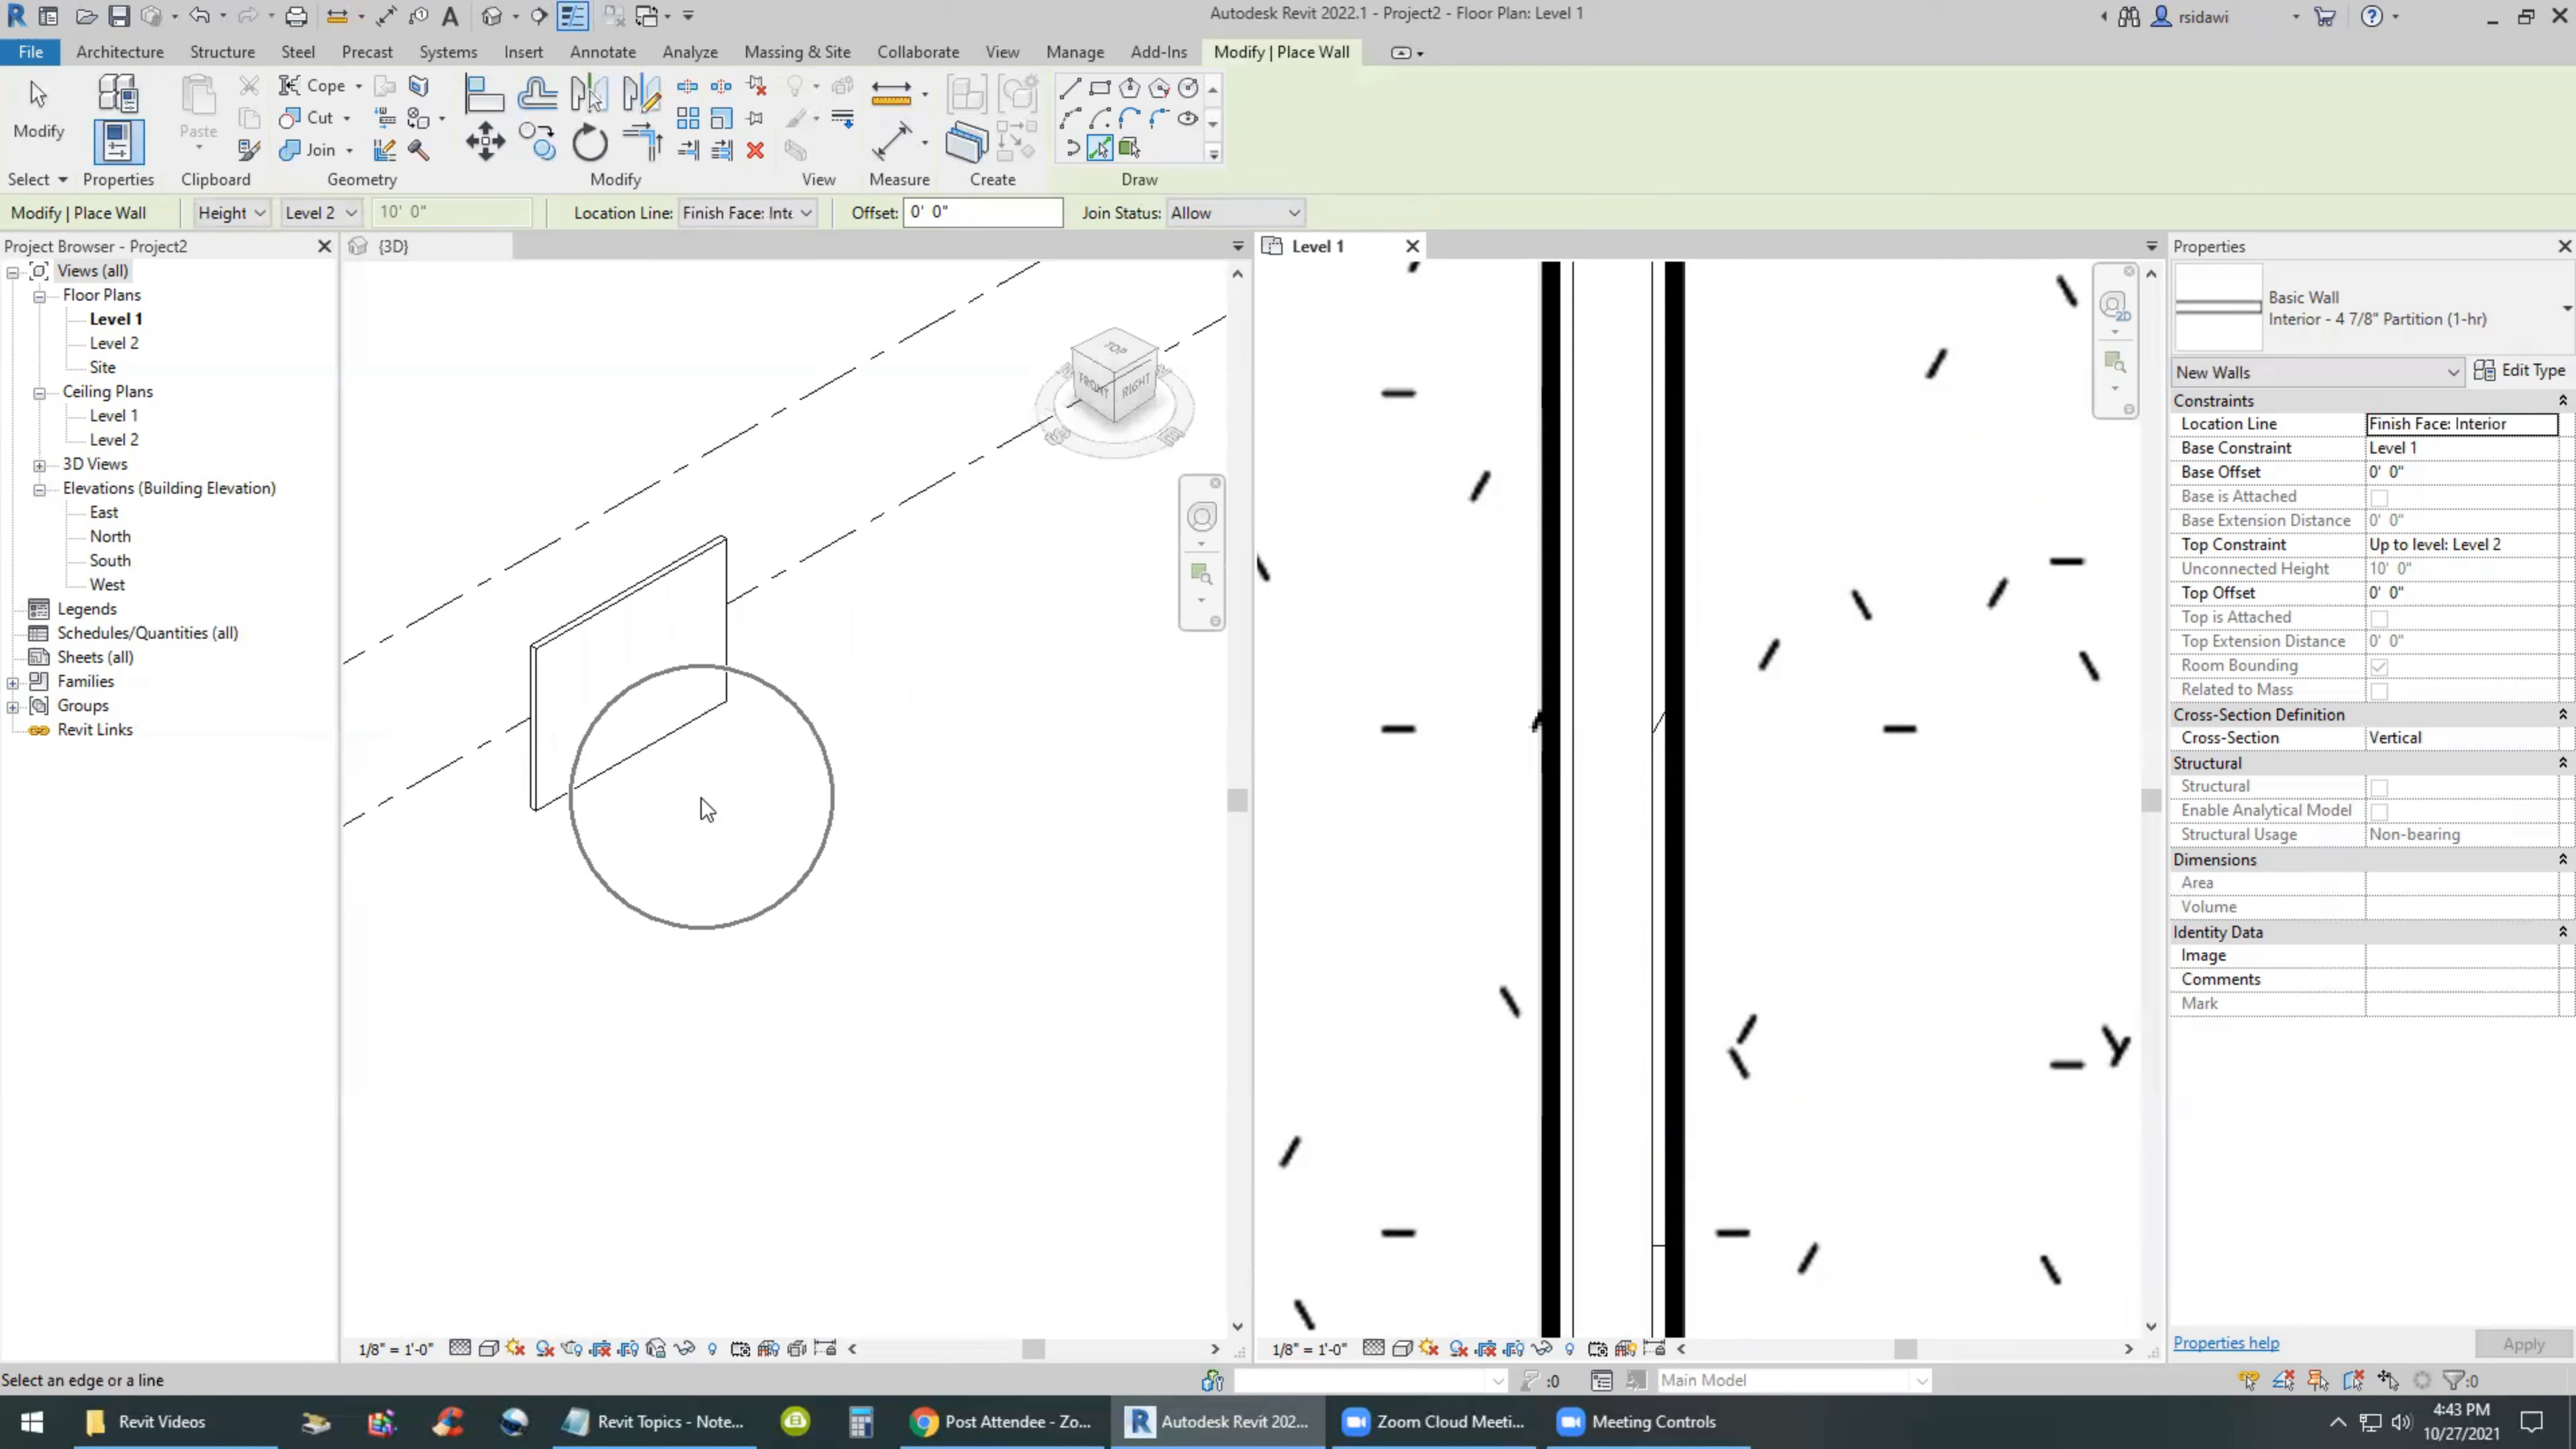 Autodesk Revit 2022.1 - Project2 - Floor Plan: Level 1
rsidawi
File Architecture Structure Steel Precast Systems Insert Annotate Analyze Massing & Site Collaborate View Manage Add-Ins Modify | Place Wall
Modify
Paste
Cope
Cut
Join
Select Properties Clipboard Geometry Modify View Measure Create Draw
Modify | Place Wall Height Level 2 10' 0" Location Line: Finish Face: Inte Offset: 0' 0" Join Status: Allow
Project Browser - Project2
Views (all)
Floor Plans
Level 1
Level 2
Site
Ceiling Plans
Level 1
Level 2
3D Views
Elevations (Building Elevation)
East
North
South
West
Legends
Schedules/Quantities (all)
Sheets (all)
Families
Groups
Revit Links
{3D}
TOP
FRONT
RIGHT
1/8" = 1'-0"
Level 1
2D
1/8" = 1'-0"
Properties
Basic Wall
Interior - 4 7/8" Partition (1-hr)
New Walls Edit Type
Constraints
Location Line Finish Face: Interior
Base Constraint Level 1
Base Offset 0' 0"
Base is Attached
Base Extension Distance 0' 0"
Top Constraint Up to level: Level 2
Unconnected Height 10' 0"
Top Offset 0' 0"
Top is Attached
Top Extension Distance 0' 0"
Room Bounding
Related to Mass
Cross-Section Definition
Cross-Section Vertical
Structural
Structural
Enable Analytical Model
Structural Usage Non-bearing
Dimensions
Area
Volume
Identity Data
Image
Comments
Mark
Properties help Apply
Select an edge or a line :0 Main Model :0
Revit Videos Revit Topics - Note... Post Attendee - Zo... Autodesk Revit 202... Zoom Cloud Meeti... Meeting Controls
4:43 PM
10/27/2021